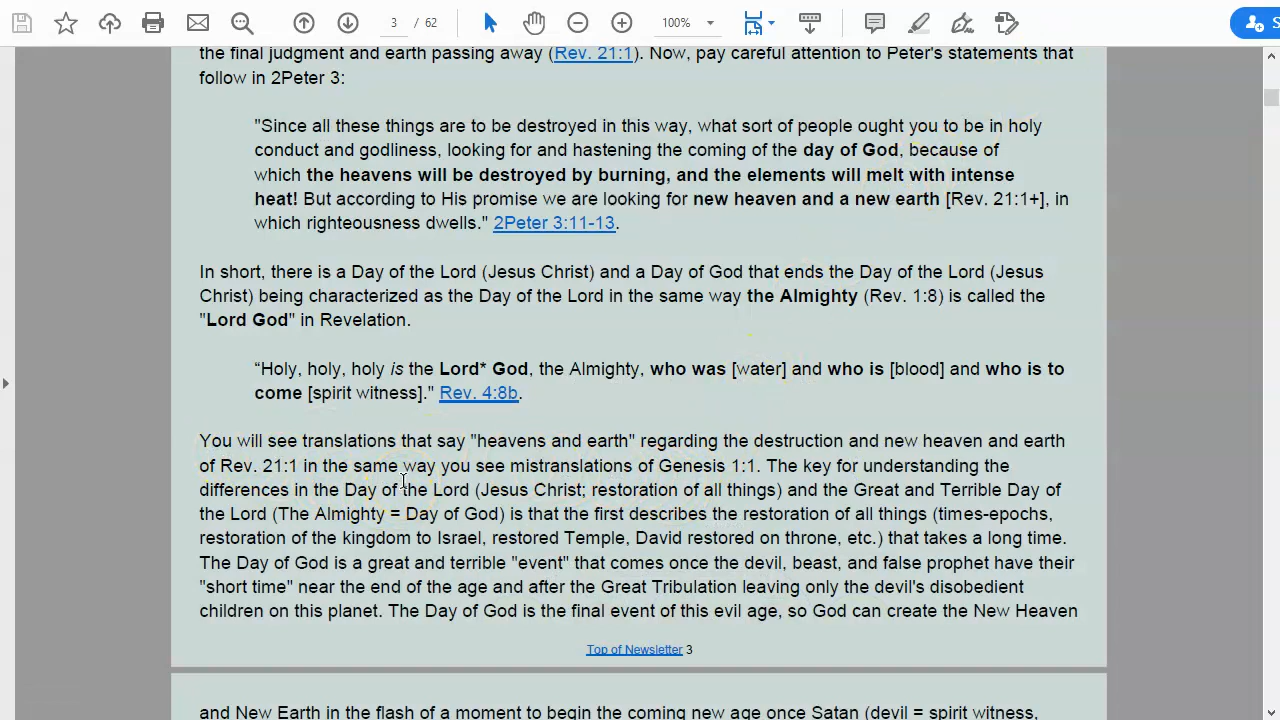 3 / 62
100%
S
the final judgment and earth passing away (Rev. 21:1). Now, pay careful attention to Peter's statements that
follow in 2Peter 3:
"Since all these things are to be destroyed in this way, what sort of people ought you to be in holy
conduct and godliness, looking for and hastening the coming of the day of God, because of
which the heavens will be destroyed by burning, and the elements will melt with intense
heat! But according to His promise we are looking for new heaven and a new earth [Rev. 21:1+], in
which righteousness dwells." 2Peter 3:11-13.
In short, there is a Day of the Lord (Jesus Christ) and a Day of God that ends the Day of the Lord (Jesus
Christ) being characterized as the Day of the Lord in the same way the Almighty (Rev. 1:8) is called the
"Lord God" in Revelation.
“Holy, holy, holy is the Lord* God, the Almighty, who was [water] and who is [blood] and who is to
come [spirit witness]." Rev. 4:8b.
You will see translations that say "heavens and earth" regarding the destruction and new heaven and earth
of Rev. 21:1 in the same way you see mistranslations of Genesis 1:1. The key for understanding the
differences in the Day of the Lord (Jesus Christ; restoration of all things) and the Great and Terrible Day of
the Lord (The Almighty = Day of God) is that the first describes the restoration of all things (times-epochs,
restoration of the kingdom to Israel, restored Temple, David restored on throne, etc.) that takes a long time.
The Day of God is a great and terrible "event" that comes once the devil, beast, and false prophet have their
"short time" near the end of the age and after the Great Tribulation leaving only the devil's disobedient
children on this planet. The Day of God is the final event of this evil age, so God can create the New Heaven
Top of Newsletter 3
and New Earth in the flash of a moment to begin the coming new age once Satan (devil = spirit witness,